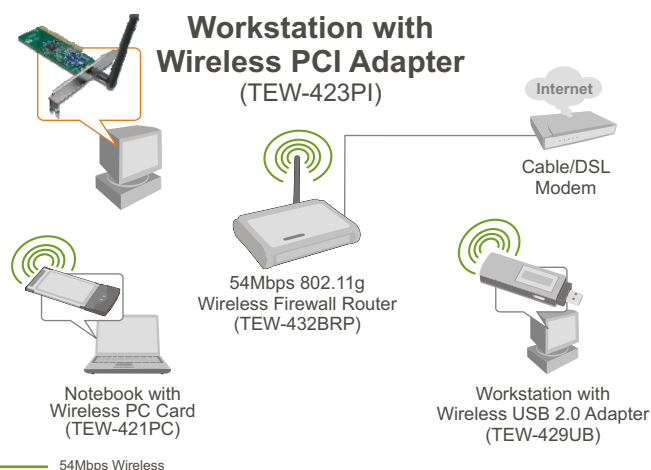 Workstation with
Wireless PCI Adapter
(TEW-423PI)
Internet
Cable/DSL
Modem
54Mbps 802.11g
Wireless Firewall Router
(TEW-432BRP)
Notebook with
Wireless PC Card
(TEW-421PC)
Workstation with
Wireless USB 2.0 Adapter
(TEW-429UB)
54Mbps Wireless